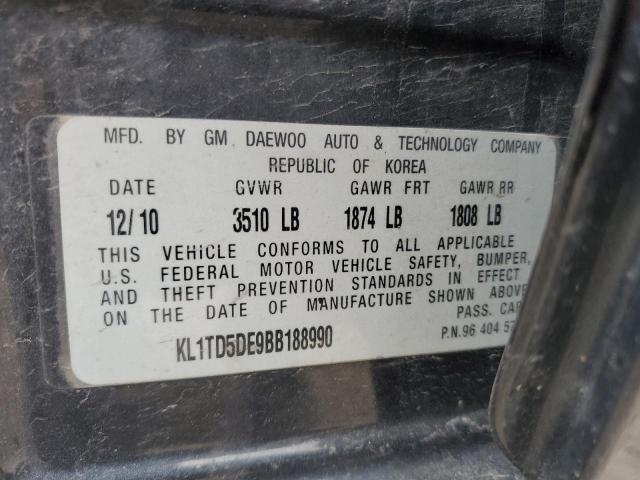 MFD. BY GM DAEWOO AUTO & TECHNOLOGY COMPANY
REPUBLIC OF KOREA
DATE GVWR GAWR FRT GAWR RR
12/10 3510 LB 1874 LB 1808 LB
THIS VEHICLE CONFORMS TO ALL APPLICABLE
U.S. FEDERAL MOTOR VEHICLE SAFETY, BUMPER,
AND THEFT PREVENTION STANDARDS IN EFFECT
ON THE DATE OF MANUFACTURE SHOWN ABOVE
PASS. CAR
KL1TD5DE9BB188990
P.N.96 404